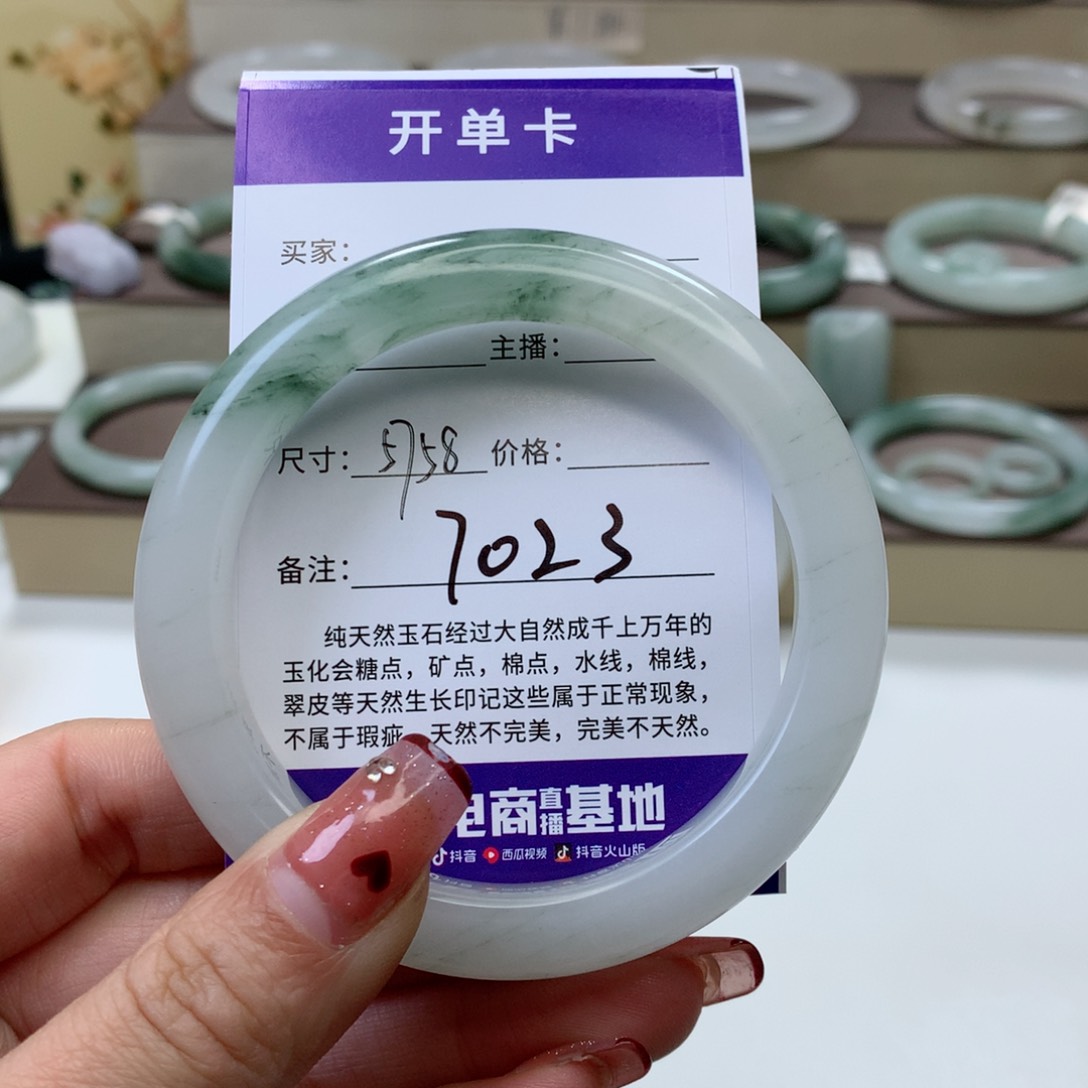 开单卡
买家：
主播：
尺寸：5758 价格：
备注：7023
纯天然玉石经过大自然成千上万年的
玉化会糖点，矿点，棉点，水线，棉线，
翠皮等天然生长印记这些属于正常现象，
不属于瑕疵。天然不完美，完美不天然。
电商直播基地
抖音 西瓜视频 抖音火山版